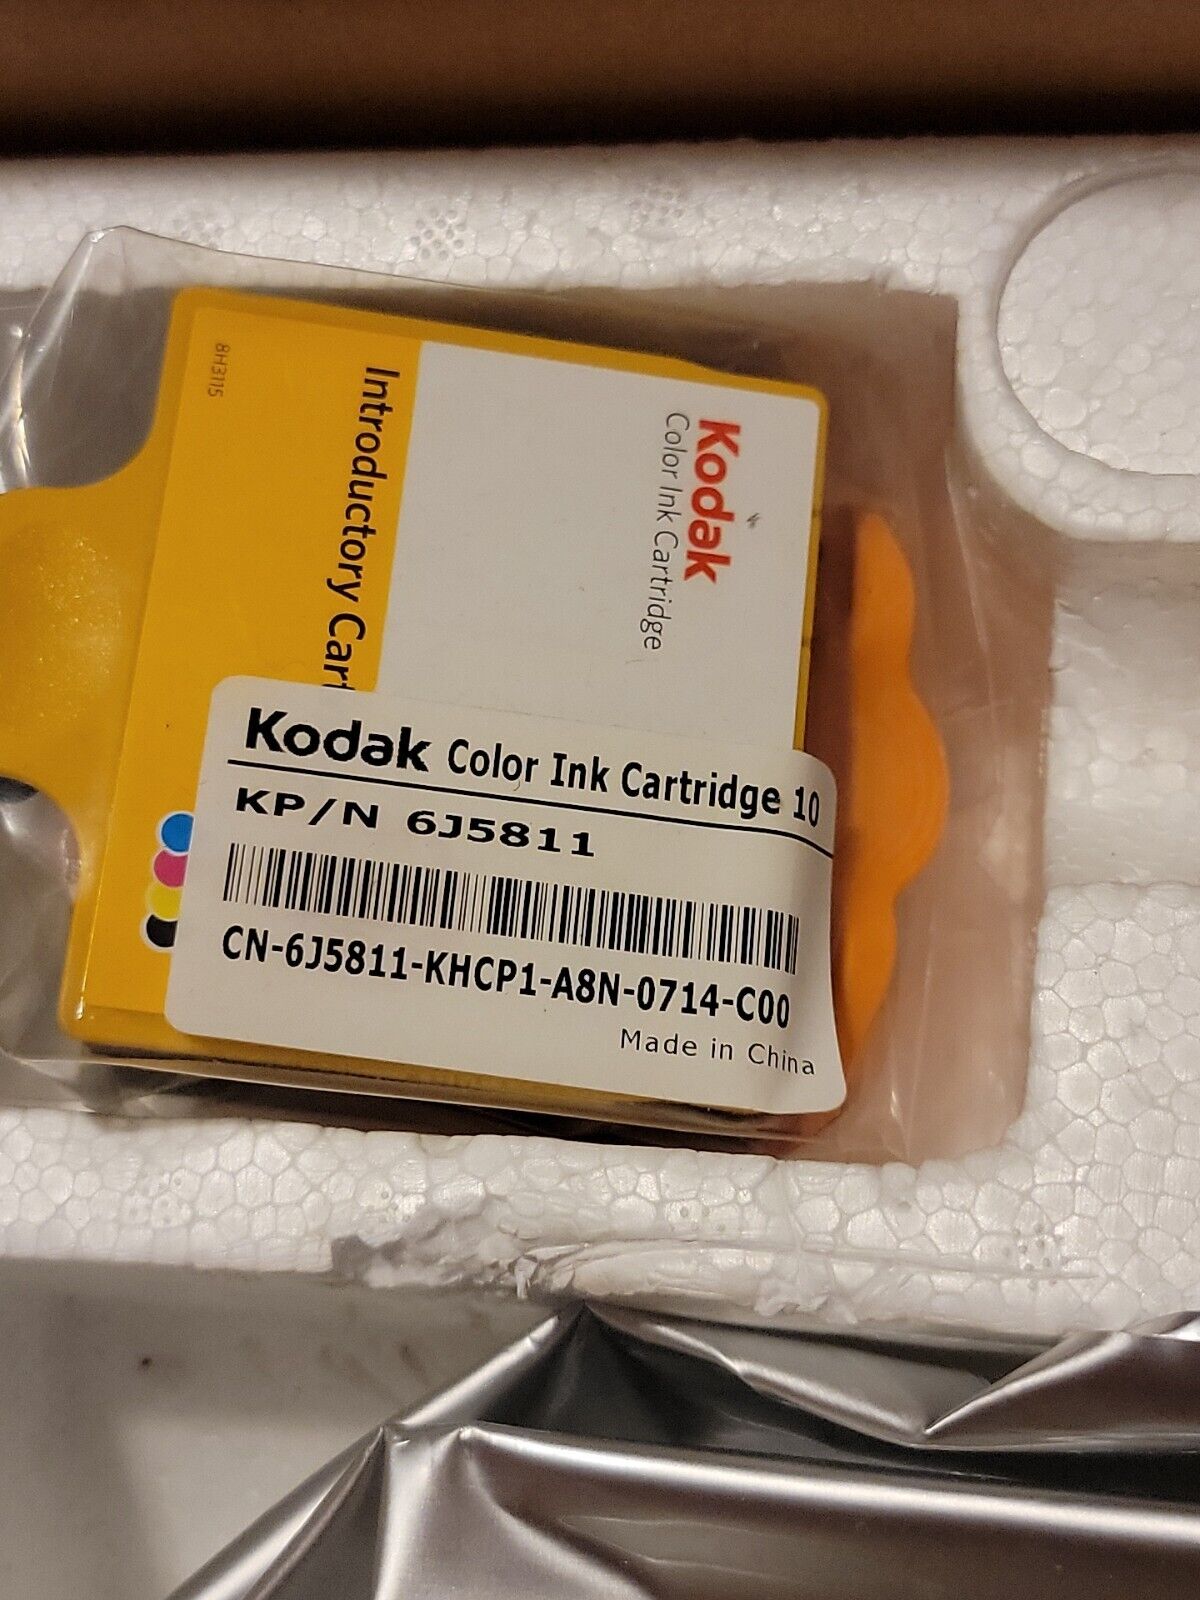 Kodak
Color Ink Cartridge
Introductory Cart
8H3115
Kodak Color Ink Cartridge 10
KP/N 6J5811
CN-6J5811-KHCP1-A8N-0714-C00
Made in China